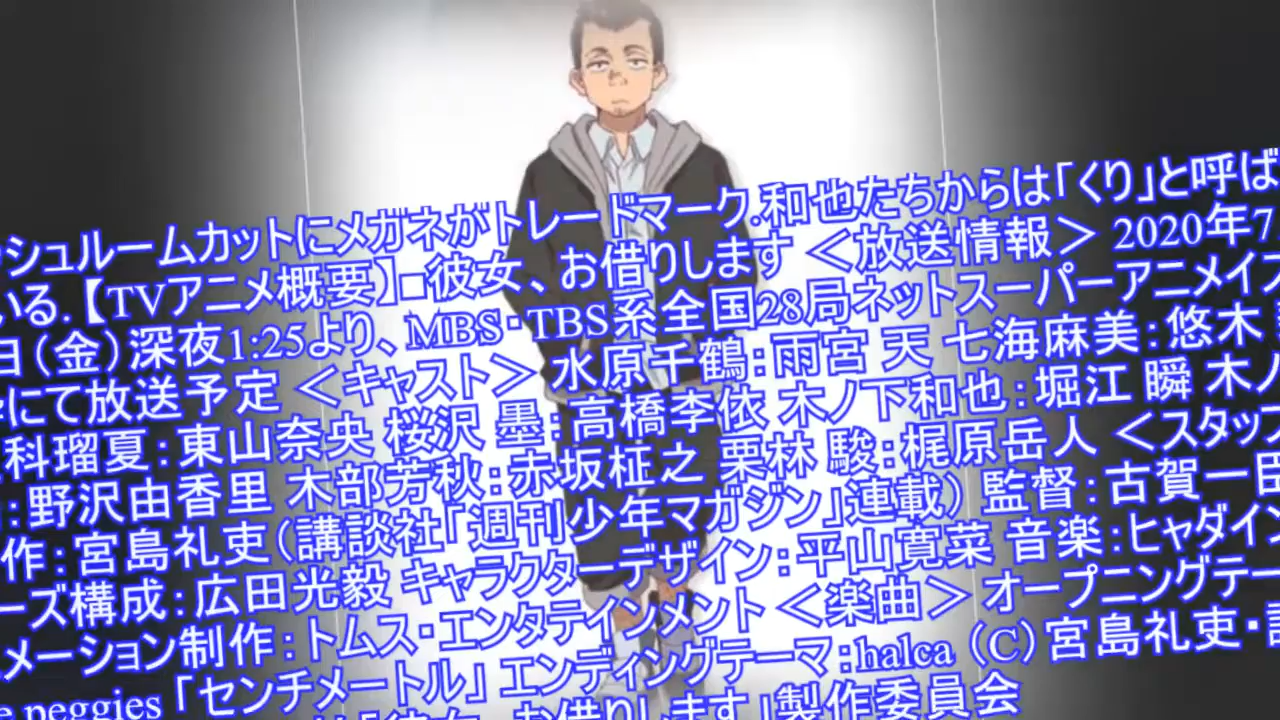 シュルームカットにメガネがトレードマーク.和也たちからは「くり」と呼ば
いる.【TVアニメ概要】■彼女、お借りします ＜放送情報＞ 2020年7
日（金）深夜1:25より、MBS・TBS系全国28局ネットスーパーアニメイズ
にて放送予定 ＜キャスト＞ 水原千鶴：雨宮 天 七海麻美：悠木
科瑠夏：東山奈央 桜沢 墨：高橋李依 木ノ下和也：堀江 瞬 木ノ
：野沢由香里 木部芳秋：赤坂柾之 栗林 駿：梶原岳人 ＜スタッフ
作：宮島礼吏（講談社「週刊少年マガジン」連載） 監督：古賀一
ーズ構成：広田光毅 キャラクターデザイン：平山寛菜 音楽：ヒャダイン
メーション制作：トムス・エンタテインメント ＜楽曲＞ オープニングテー
peggies「センチメートル」 エンディングテーマ：halca （C）宮島礼吏・
「彼女、お借りします」製作委員会